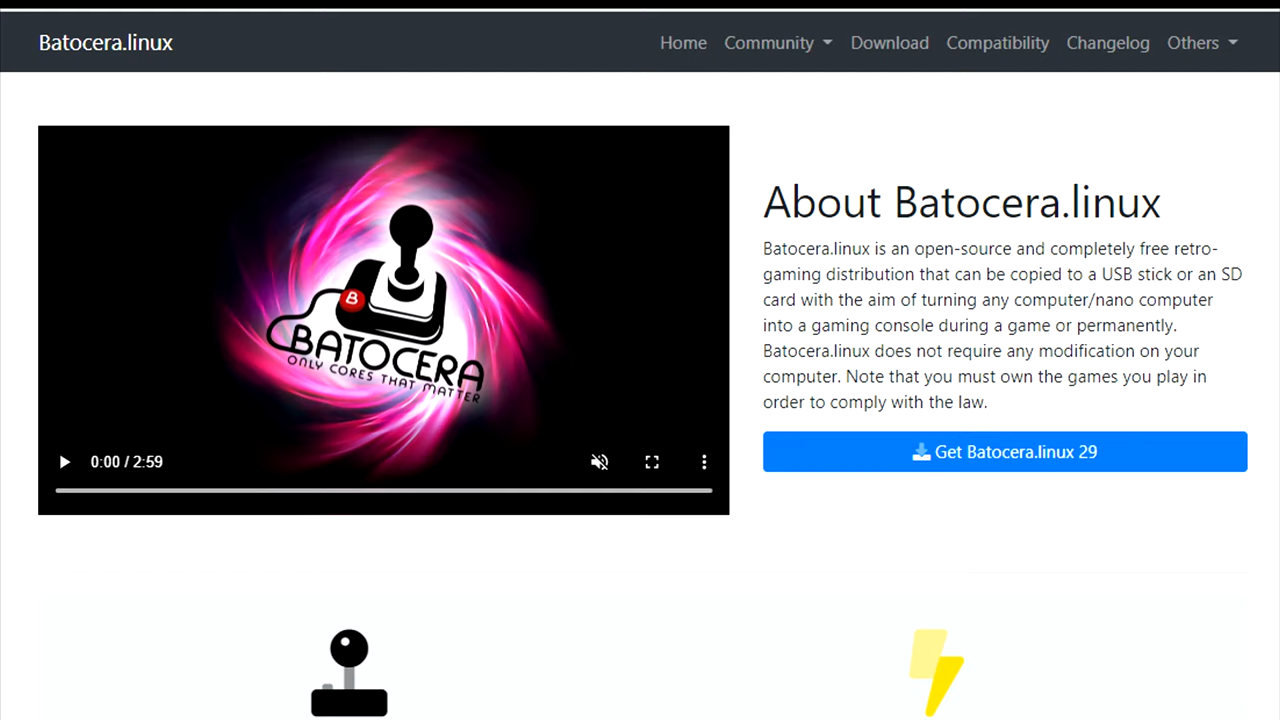 Batocera.linux
Home Community Download Compatibility Changelog Others
B
BATOCERA
ONLY CORES THAT MATTER
0:00 / 2:59
About Batocera.linux
Batocera.linux is an open-source and completely free retro-
gaming distribution that can be copied to a USB stick or an SD
card with the aim of turning any computer/nano computer
into a gaming console during a game or permanently.
Batocera.linux does not require any modification on your
computer. Note that you must own the games you play in
order to comply with the law.
Get Batocera.linux 29